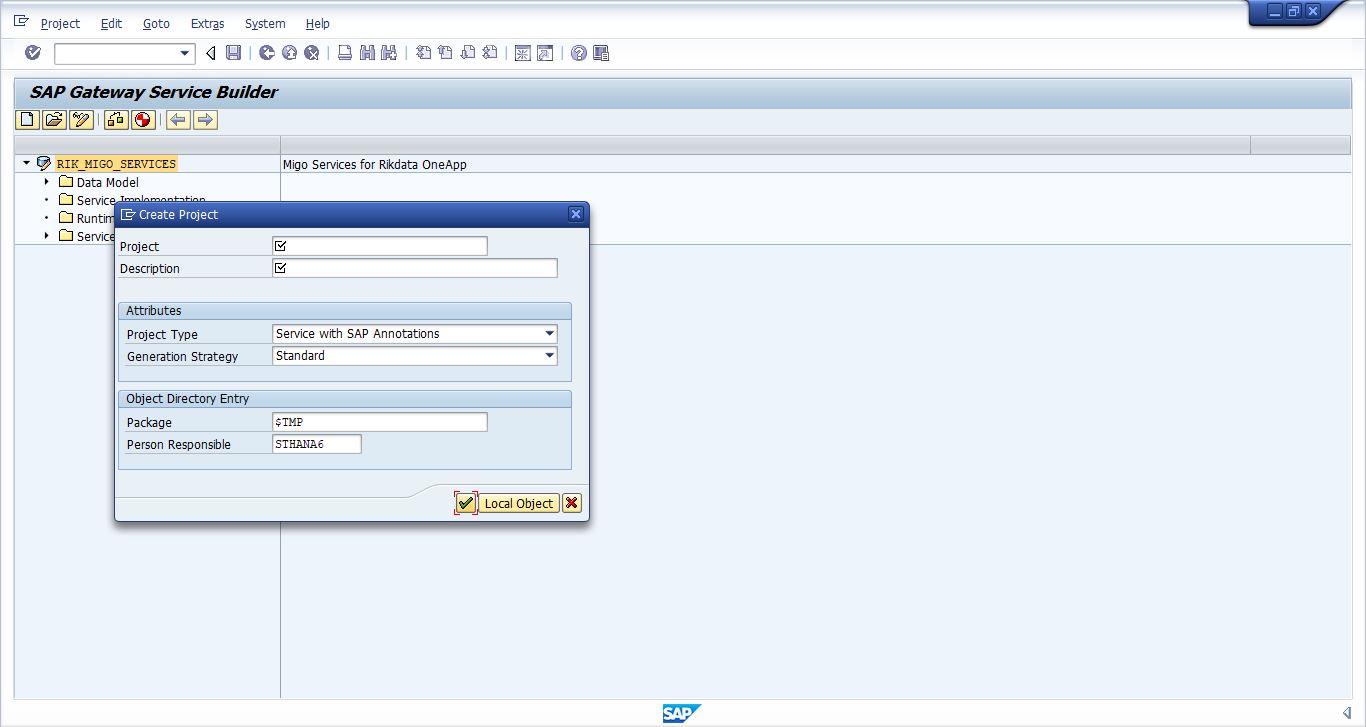 Project Edit Goto Extras System Help
SAP Gateway Service Builder
RIK_MIGO_SERVICES Migo Services for Rikdata OneApp
Data Model
Service Implementation
Runtim
Service
Create Project
Project
Description
Attributes
Project Type Service with SAP Annotations
Generation Strategy Standard
Object Directory Entry
Package $TMP
Person Responsible STHANA6
Local Object
SAP